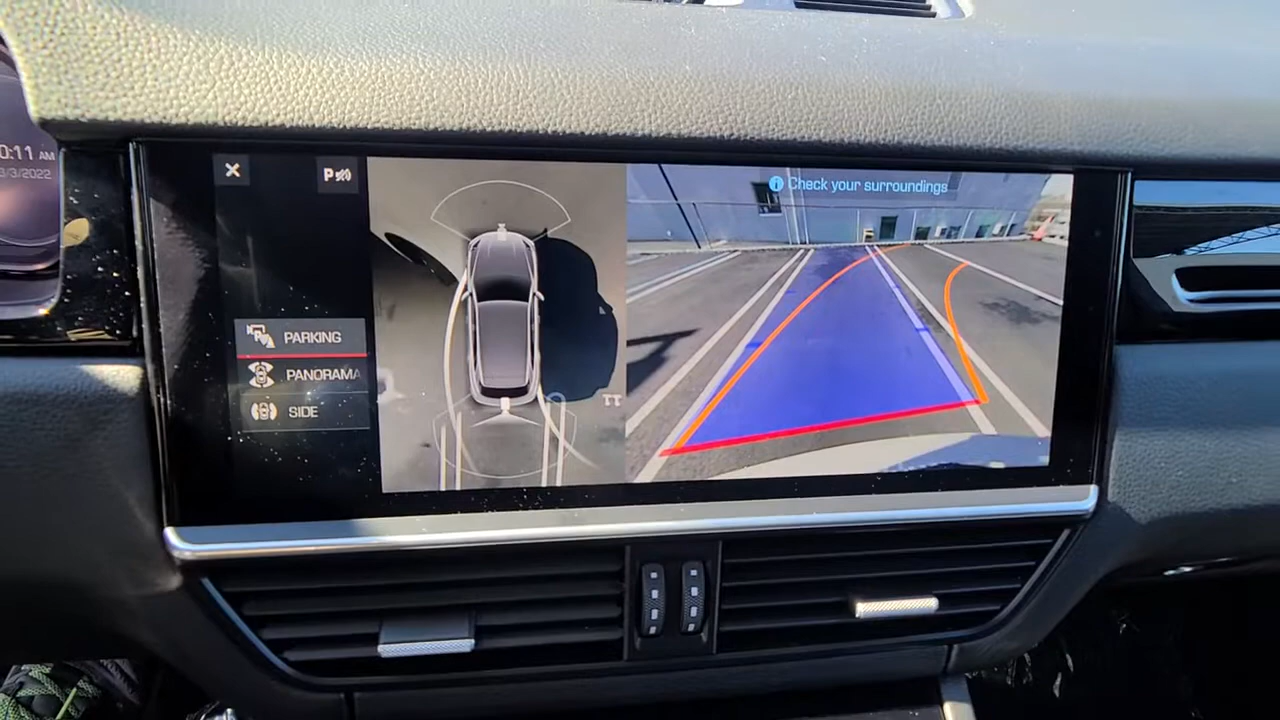 0:11 AM
3/3/2022
P
Check your surroundings
PARKING
PANORAMA
SIDE